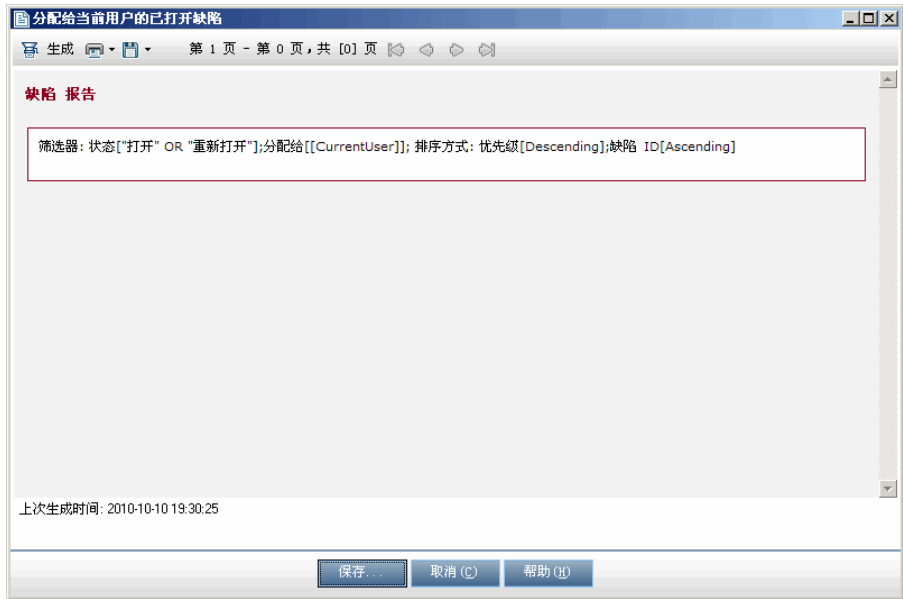 分配给当前用户的已打开缺陷
生成 第 1 页 - 第 0 页,共 [0] 页
缺陷 报告
筛选器: 状态["打开" OR "重新打开"];分配给[[CurrentUser]]; 排序方式: 优先级[Descending];缺陷 ID[Ascending]
上次生成时间: 2010-10-10 19:30:25
保存... 取消(C) 帮助(H)